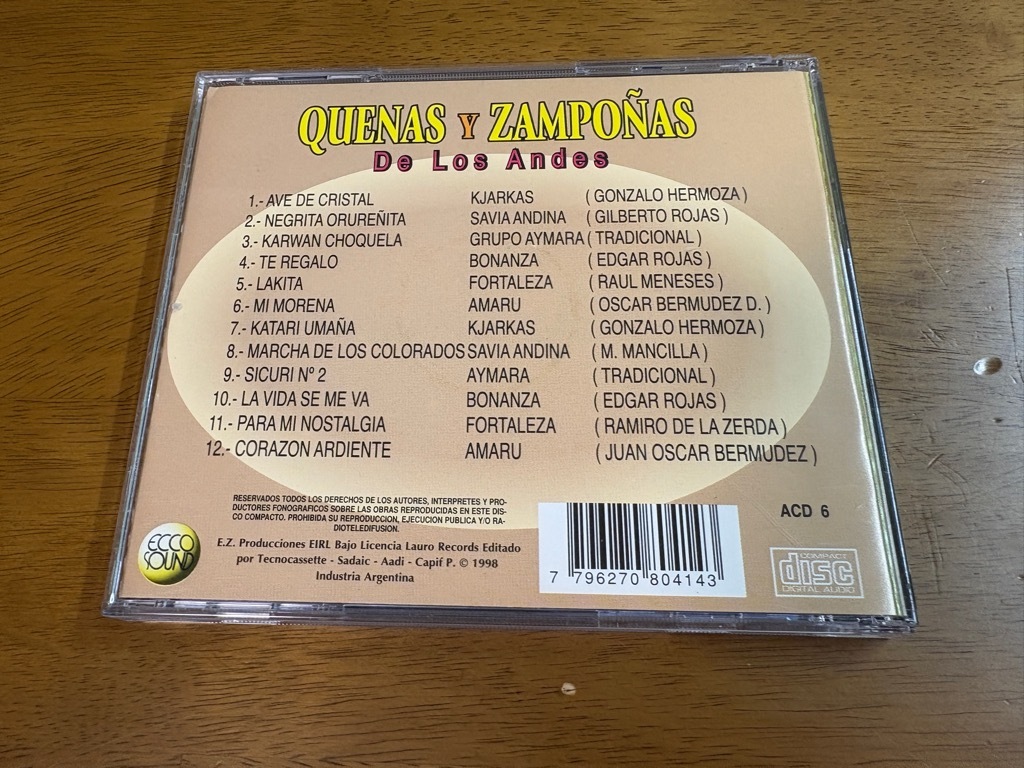 QUENAS Y ZAMPOÑAS
De Los Andes
1.- AVE DE CRISTAL KJARKAS ( GONZALO HERMOZA )
2.- NEGRITA ORUREÑITA SAVIA ANDINA ( GILBERTO ROJAS )
3.- KARWAN CHOQUELA GRUPO AYMARA ( TRADICIONAL )
4.- TE REGALO BONANZA ( EDGAR ROJAS )
5.- LAKITA FORTALEZA ( RAUL MENESES )
6.- MI MORENA AMARU ( OSCAR BERMUDEZ D. )
7.- KATARI UMAÑA KJARKAS ( GONZALO HERMOZA )
8.- MARCHA DE LOS COLORADOS SAVIA ANDINA ( M. MANCILLA )
9.- SICURI Nº 2 AYMARA ( TRADICIONAL )
10.- LA VIDA SE ME VA BONANZA ( EDGAR ROJAS )
11.- PARA MI NOSTALGIA FORTALEZA ( RAMIRO DE LA ZERDA )
12.- CORAZON ARDIENTE AMARU ( JUAN OSCAR BERMUDEZ )
RESERVADOS TODOS LOS DERECHOS DE LOS AUTORES, INTERPRETES Y PRO-
DUCTORES FONOGRAFICOS SOBRE LAS OBRAS REPRODUCIDAS EN ESTE DIS-
CO COMPACTO. PROHIBIDA SU REPRODUCCION, EJECUCION PUBLICA Y/O RA-
DIOTELEDIFUSION.
ECCO
SOUND
E.Z. Producciones EIRL Bajo Licencia Lauro Records Editado
por Tecnocassette - Sadaic - Aadi - Capif P. © 1998
Industria Argentina
7 796270 804143
ACD 6
COMPACT
disc
DIGITAL AUDIO